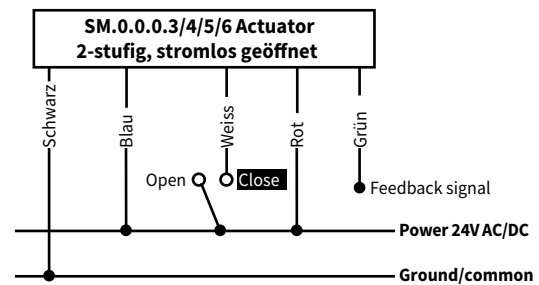 SM.0.0.0.3/4/5/6 Actuator
2-stufig, stromlos geöffnet
Schwarz
Blau
Weiss
Rot
Grün
Open
Close
Feedback signal
Power 24V AC/DC
Ground/common